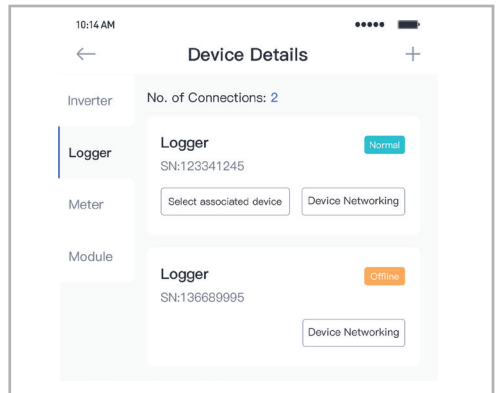 10:14 AM
Device Details
Inverter
Logger
Meter
Module
No. of Connections: 2
Logger
Normal
SN:123341245
Select associated device
Device Networking
Logger
Offline
SN:136689995
Device Networking